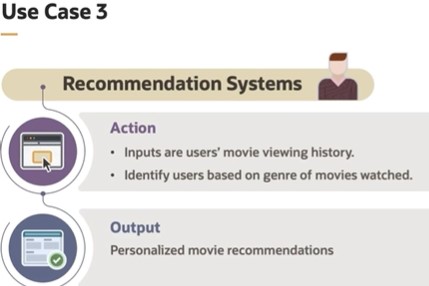 Use Case 3
Recommendation Systems
Action
• Inputs are users' movie viewing history.
• Identify users based on genre of movies watched.
Output
Personalized movie recommendations